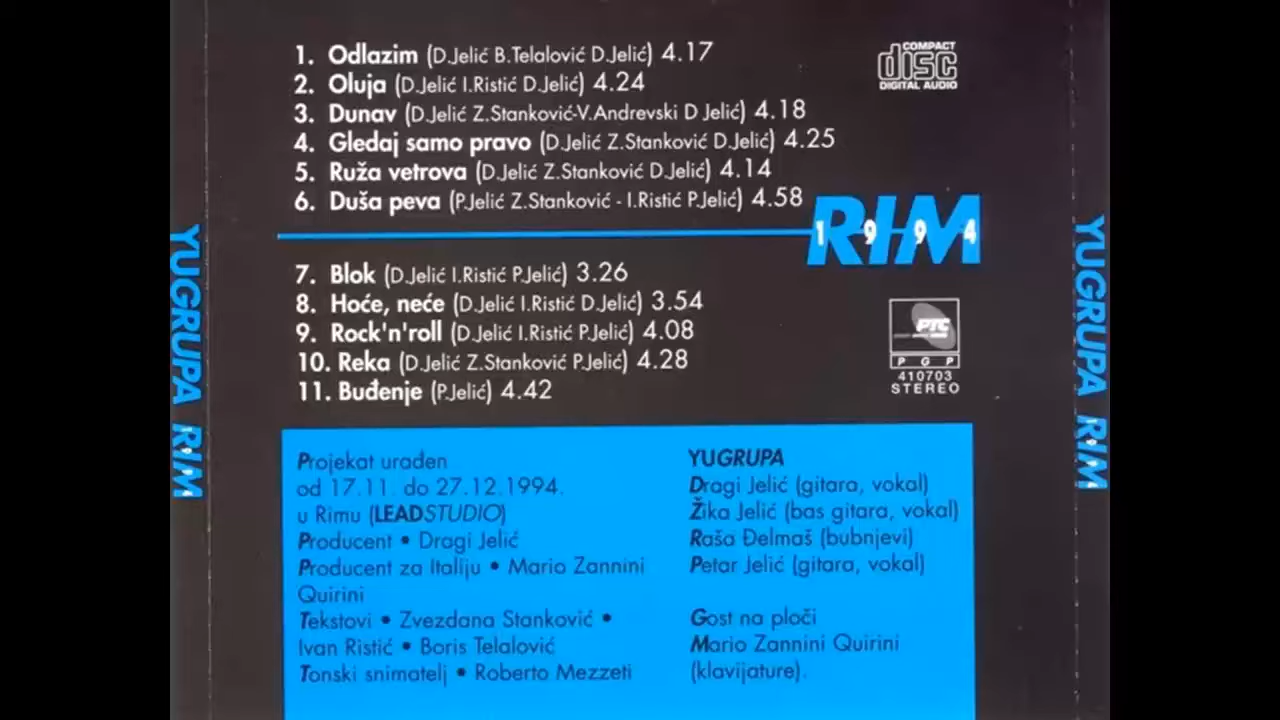 1. Odlazim (D.Jelić B.Telalović D.Jelić) 4.17
2. Oluja (D.Jelić I.Ristić D.Jelić) 4.24
3. Dunav (D.Jelić Z.Stanković-V.Andrevski D Jelić) 4.18
4. Gledaj samo pravo (D.Jelić Z.Stanković D.Jelić) 4.25
5. Ruža vetrova (D.Jelić Z.Stanković D.Jelić) 4.14
6. Duša peva (P.Jelić Z.Stanković - I.Ristić P.Jelić) 4.58
COMPACT
disc
DIGITAL AUDIO
RIM
1994
7. Blok (D.Jelić I.Ristić P.Jelić) 3.26
8. Hoće, neće (D.Jelić I.Ristić D.Jelić) 3.54
9. Rock'n'roll (D.Jelić I.Ristić P.Jelić) 4.08
10. Reka (D.Jelić Z.Stanković P.Jelić) 4.28
11. Buđenje (P.Jelić) 4.42
РТС
P G P
410703
STEREO
Projekat urađen
od 17.11. do 27.12.1994.
u Rimu (LEADSTUDIO)
Producent • Dragi Jelić
Producent za Italiju • Mario Zannini
Quirini
Tekstovi • Zvezdana Stanković •
Ivan Ristić • Boris Telalović
Tonski snimatelj • Roberto Mezzeti
YUGRUPA
Dragi Jelić (gitara, vokal)
Žika Jelić (bas gitara, vokal)
Raša Đelmaš (bubnjevi)
Petar Jelić (gitara, vokal)
Gost na ploči
Mario Zannini Quirini
(klavijature).
YUGRUPA RIM 1994
YUGRUPA RIM 1994